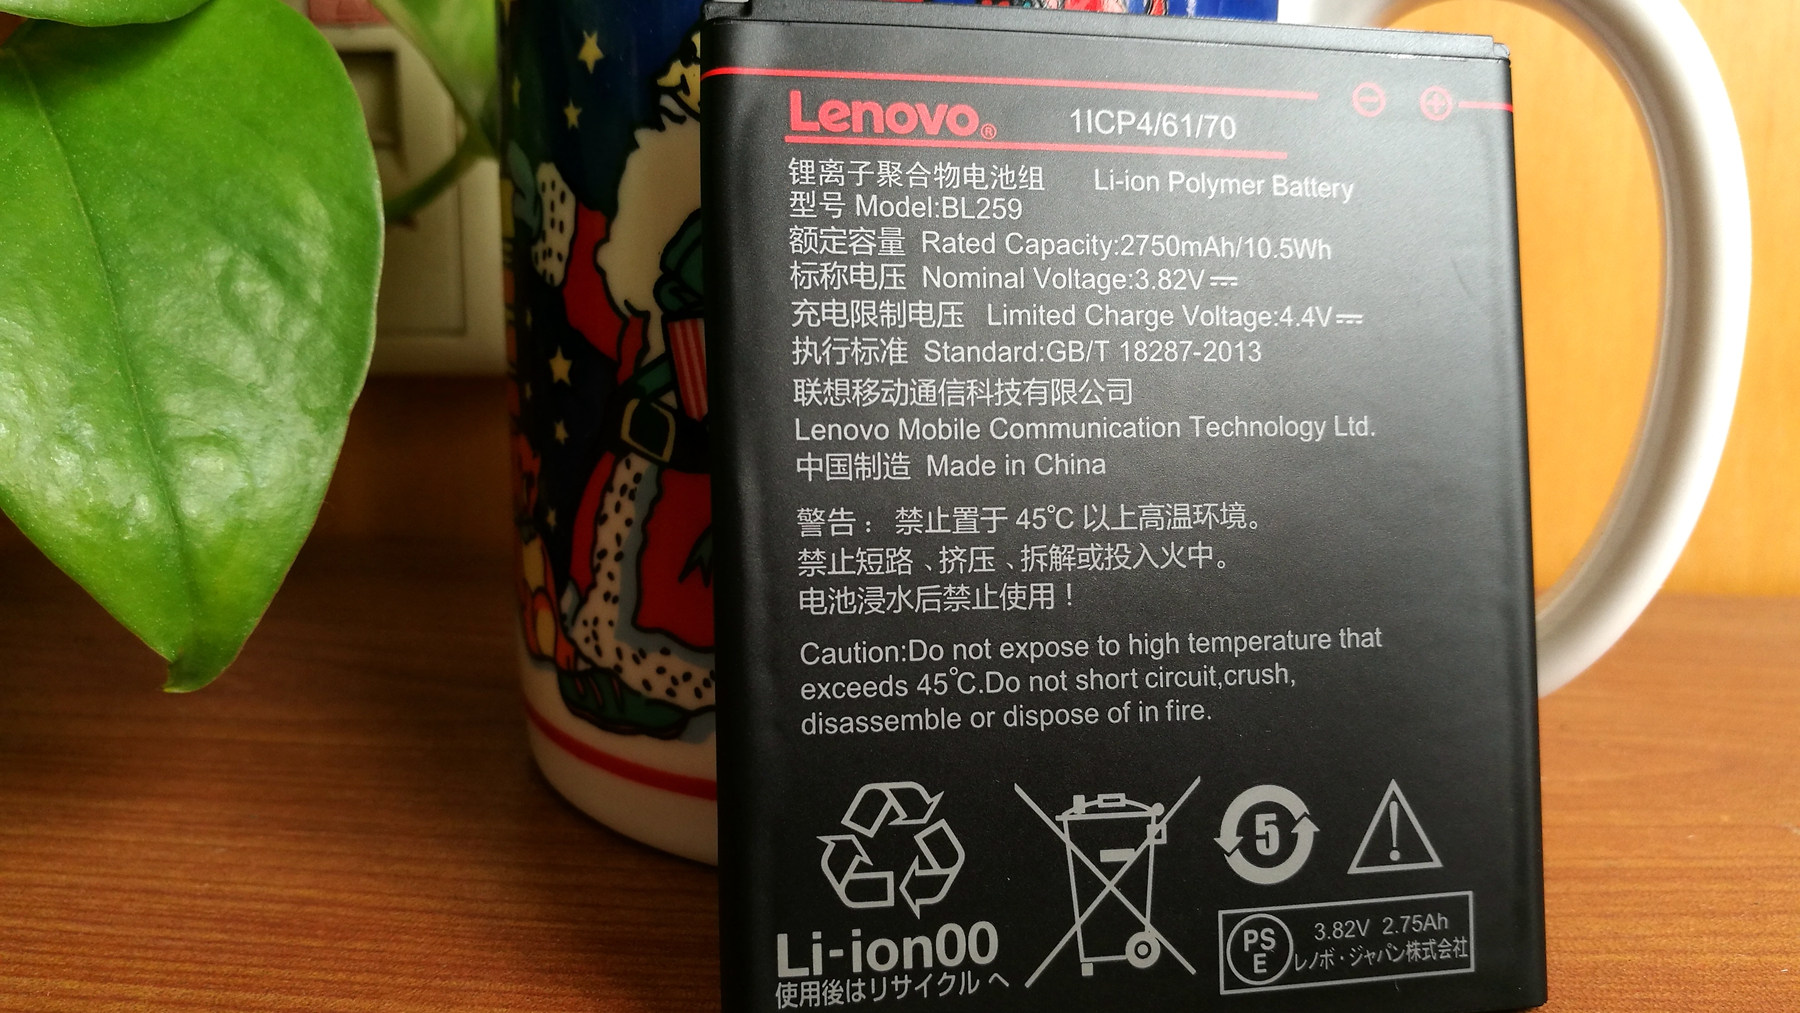 Lenovo® 1ICP4/61/70
锂离子聚合物电池组 Li-ion Polymer Battery
型号 Model:BL259
额定容量 Rated Capacity:2750mAh/10.5Wh
标称电压 Nominal Voltage:3.82V⎓
充电限制电压 Limited Charge Voltage:4.4V⎓
执行标准 Standard:GB/T 18287-2013
联想移动通信科技有限公司
Lenovo Mobile Communication Technology Ltd.
中国制造 Made in China
警告：禁止置于 45℃ 以上高温环境。
禁止短路、挤压、拆解或投入火中。
电池浸水后禁止使用！
Caution:Do not expose to high temperature that
exceeds 45℃.Do not short circuit,crush,
disassemble or dispose of in fire.
5
Li-ion00
使用後はリサイクルへ
PS
E
3.82V 2.75Ah
レノボ・ジャパン株式会社